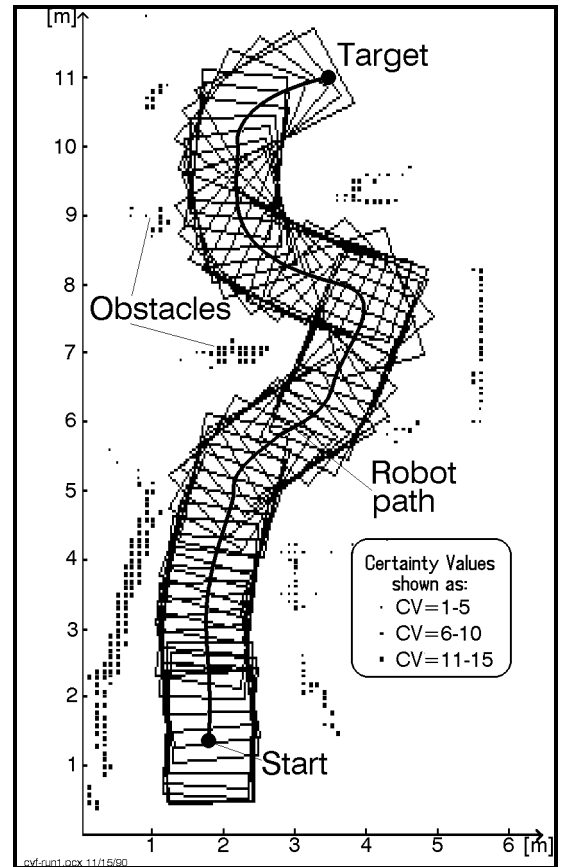 [m]
11
Target
10
9
8
Obstacles
7
6
Robot
path
5
4
Certainty Values
shown as:
CV=1-5
CV=6-10
CV=11-15
3
2
Start
1
1 2 3 4 5 6 [m]
cvf-run1.pcx 11/15/90